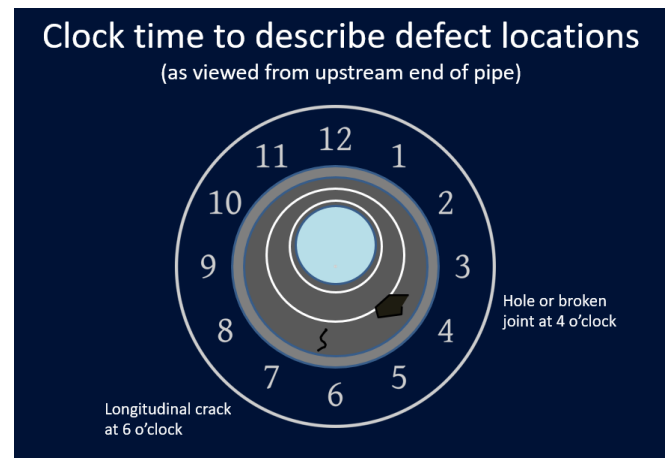 Clock time to describe defect locations
(as viewed from upstream end of pipe)
12
11
1
10
2
9
3
8
4
7
5
6
Hole or broken
joint at 4 o’clock
Longitudinal crack
at 6 o’clock